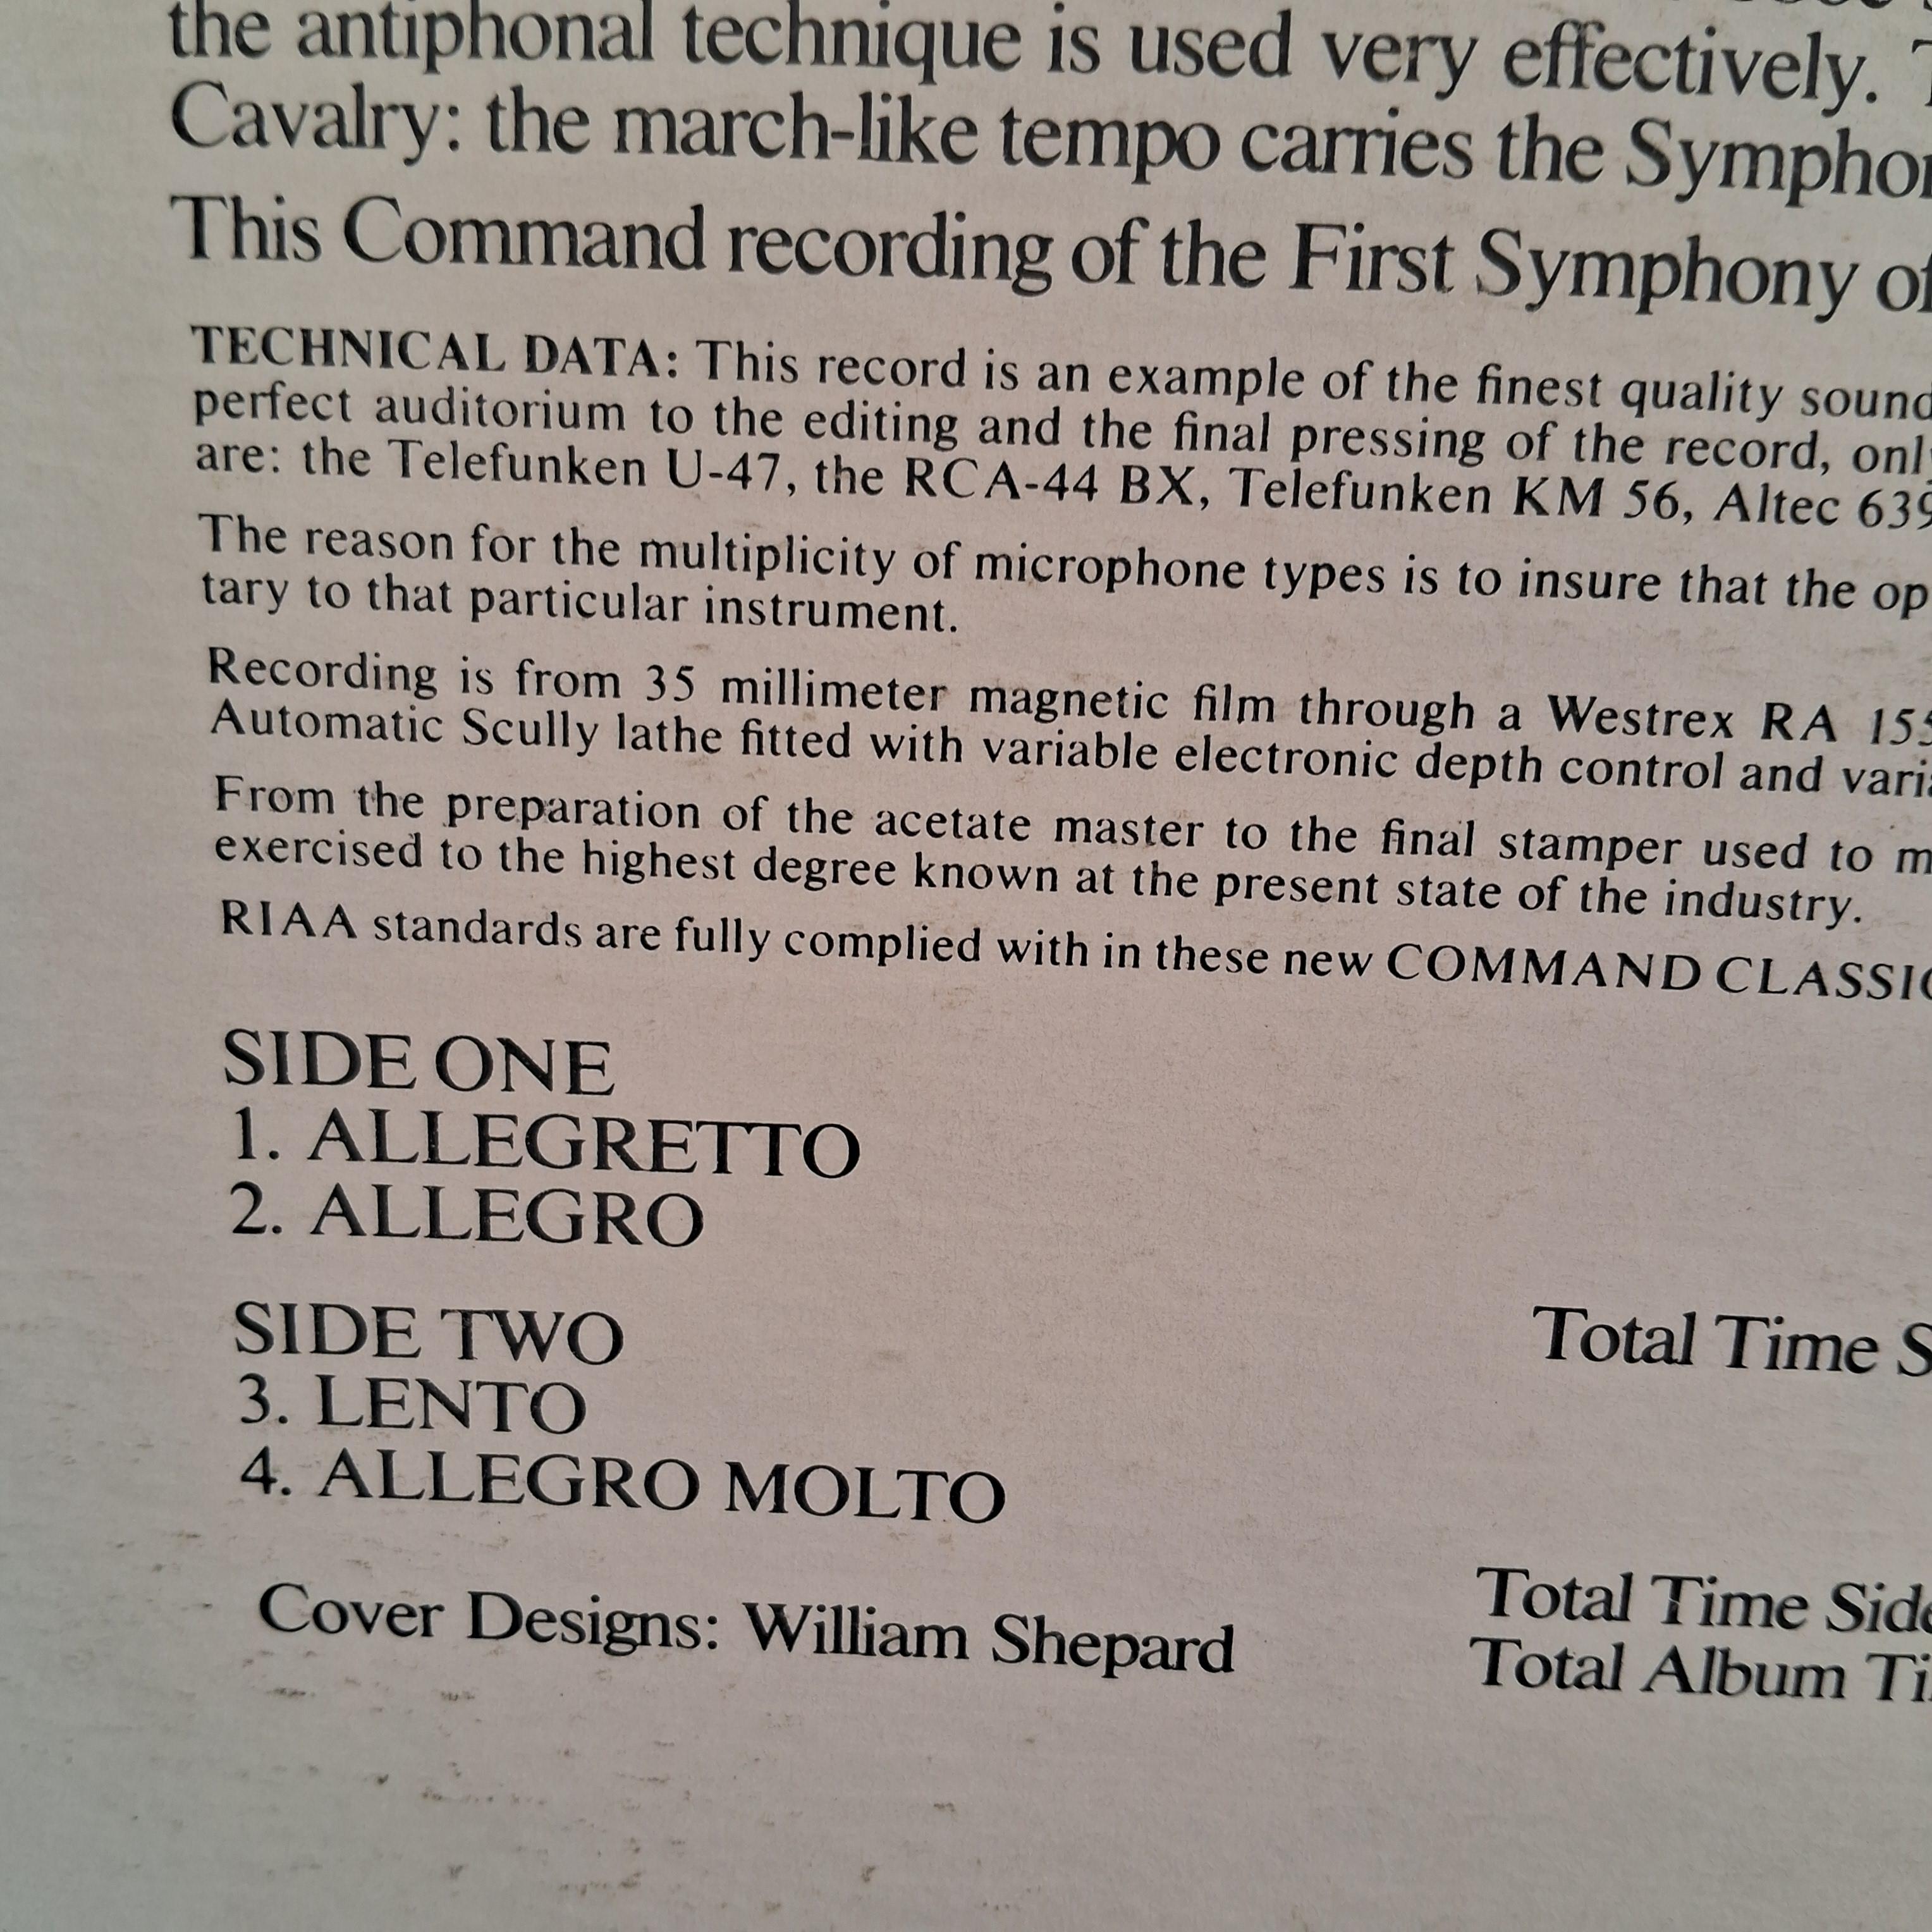 the antiphonal technique is used very effectively.
Cavalry: the march-like tempo carries the
This Command recording of the First Symphony of
TECHNICAL DATA: This record is an example of the finest quality sound
perfect auditorium to the editing and the final pressing of the record,
are: the Telefunken U-47, the RCA-44 BX, Telefunken KM 56, Altec 639
The reason for the multiplicity of microphone types is to insure that the
tary to that particular instrument.
Recording is from 35 millimeter magnetic film through a Westrex RA
Automatic Scully lathe fitted with variable electronic depth control and
From the preparation of the acetate master to the final stamper used to
exercised to the highest degree known at the present state of the industry.
RIAA standards are fully complied with in these new COMMAND
SIDE ONE
1. ALLEGRETTO
2. ALLEGRO
SIDE TWO
Total Time
3. LENTO
4. ALLEGRO MOLTO
Cover Designs: William Shepard
Total Time Side
Total Album